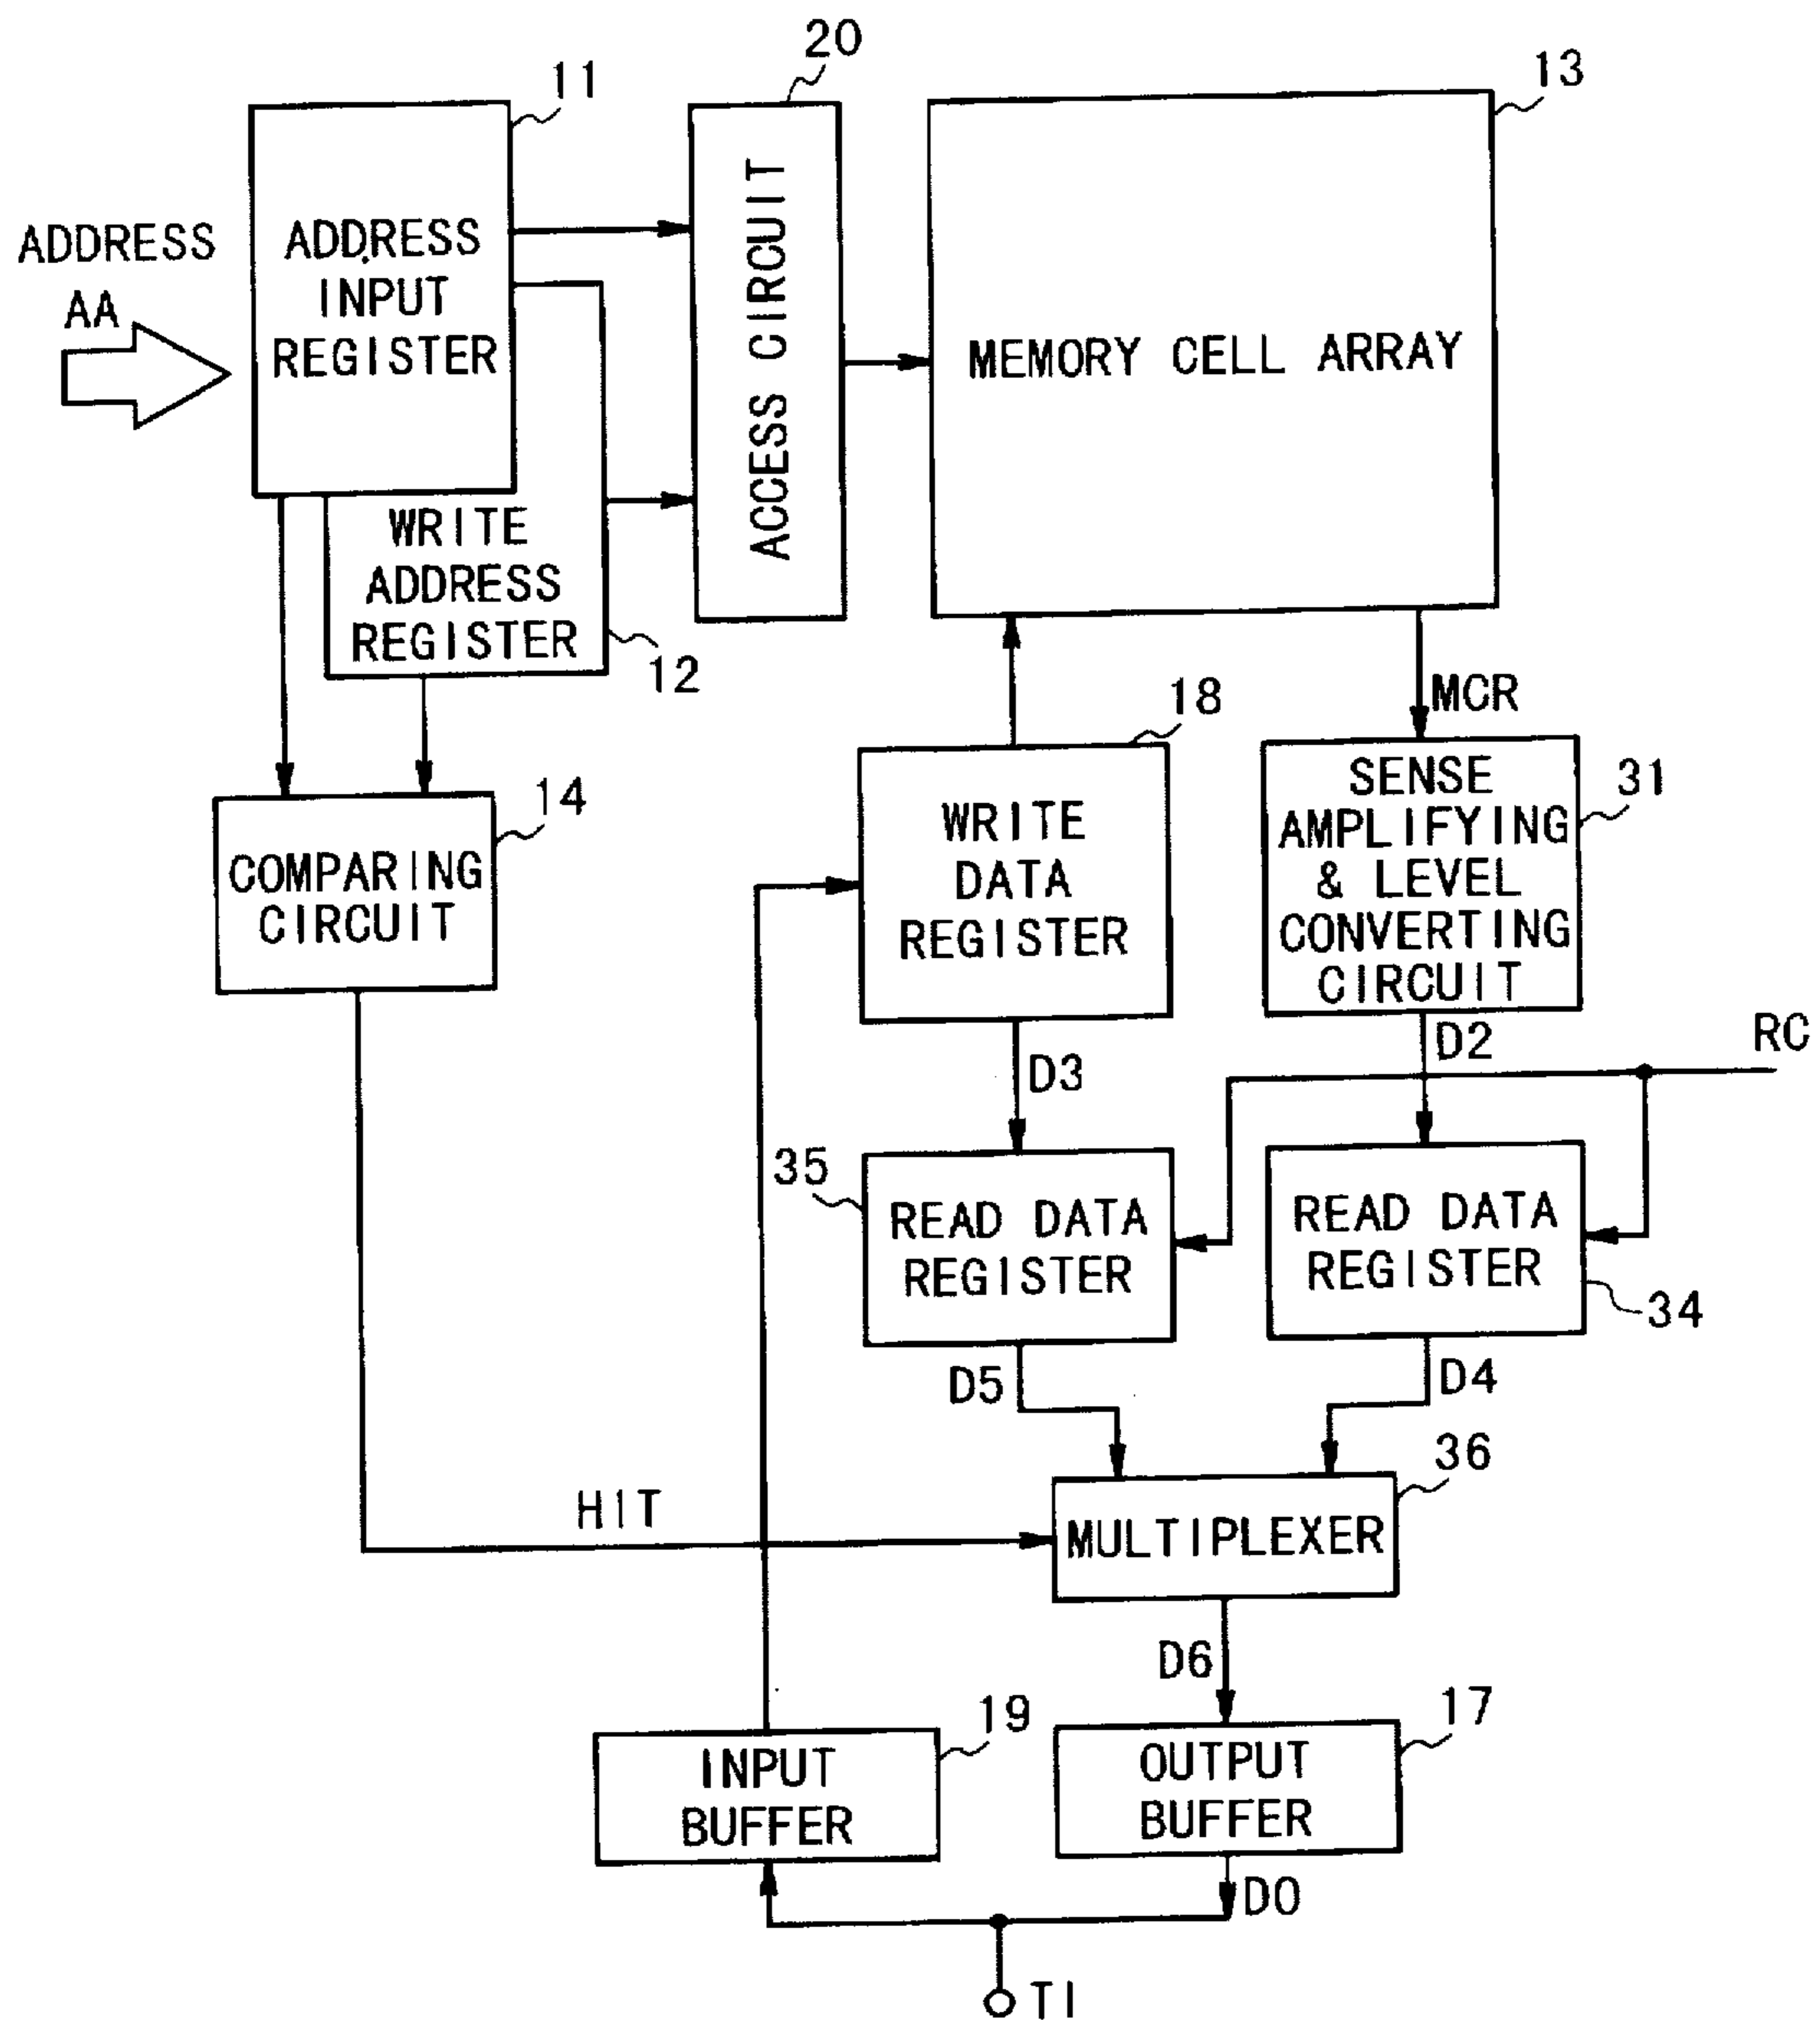 20
11
13
ADDRESS
AA
ADDRESS
INPUT
REGISTER
ACCESS CIRCUIT
MEMORY CELL ARRAY
WRITE
ADDRESS
REGISTER
12
18
MCR
14
COMPARING
CIRCUIT
WRITE
DATA
REGISTER
SENSE
AMPLIFYING
& LEVEL
CONVERTING
CIRCUIT
31
D3
D2
RC
35
READ DATA
REGISTER
READ DATA
REGISTER
34
D5
D4
36
HIT
MULTIPLEXER
D6
19
17
INPUT
BUFFER
OUTPUT
BUFFER
DO
TI